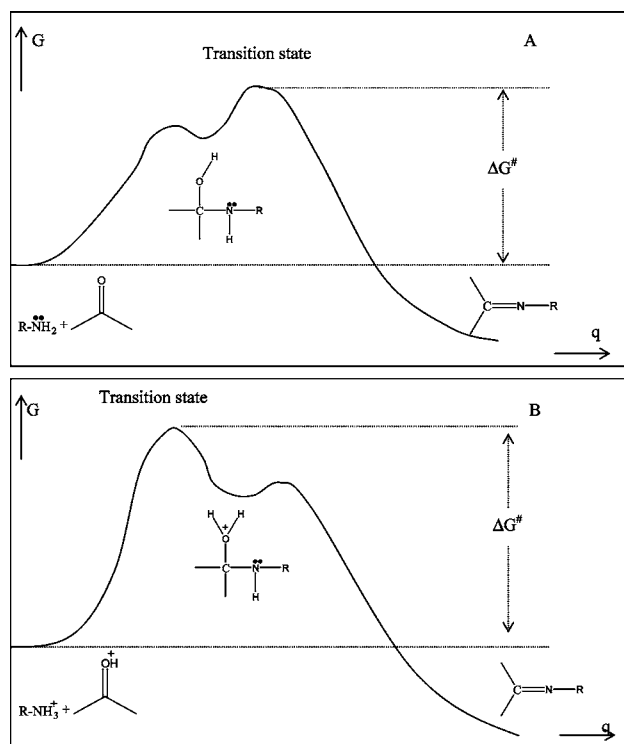 G
Transition state
A
H
O
C
N
R
H
ΔG#
O
R-NH2 +
C
N
R
q
Transition state
B
G
H
H
+
O
C
N
R
H
ΔG#
+
OH
R-NH3+ +
C
N
R
q